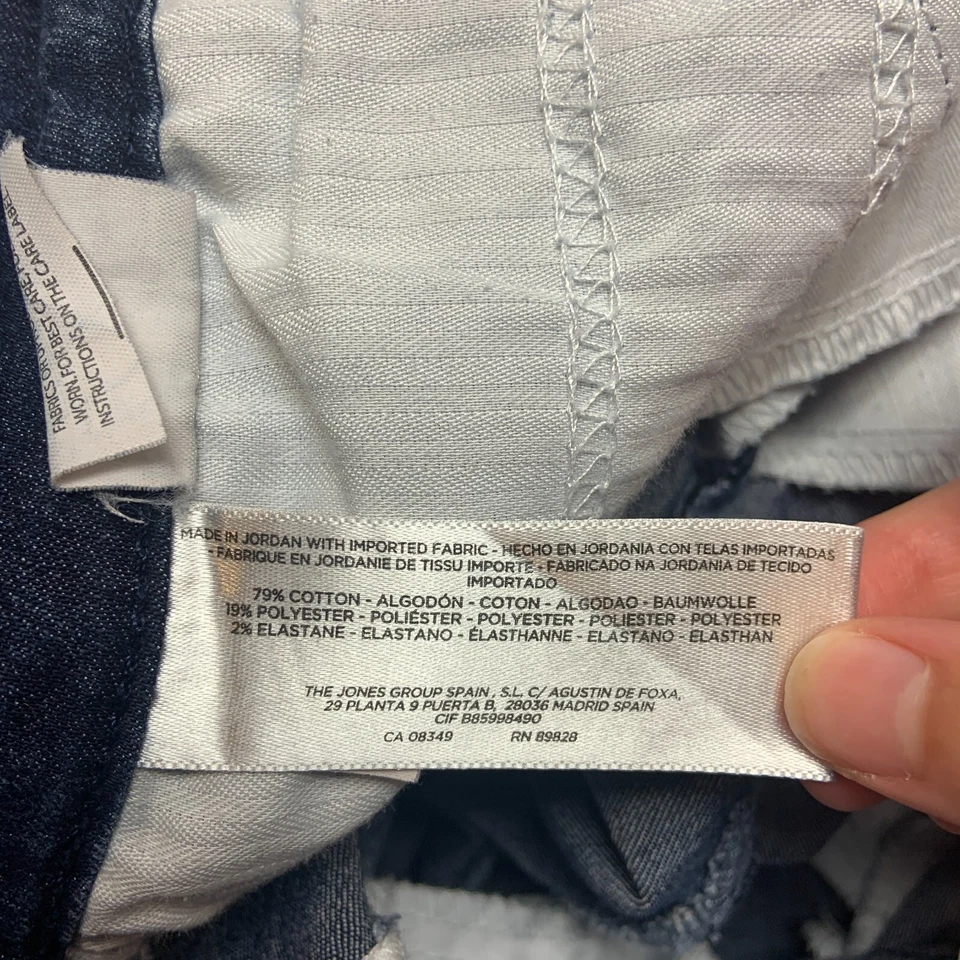 FABRICS OR
WORN. FOR BEST CARE, FO
INSTRUCTIONS ON THE CARE LABEL
MADE IN JORDAN WITH IMPORTED FABRIC - HECHO EN JORDANIA CON TELAS IMPORTADAS
- FABRIQUE EN JORDANIE DE TISSU IMPORTE - FABRICADO NA JORDANIA DE TECIDO
IMPORTADO
79% COTTON - ALGODÓN - COTON - ALGODAO - BAUMWOLLE
19% POLYESTER - POLIÉSTER - POLYESTER - POLIESTER - POLYESTER
2% ELASTANE - ELASTANO - ÉLASTHANNE - ELASTANO - ELASTHAN
THE JONES GROUP SPAIN , S.L. C/ AGUSTIN DE FOXA,
29 PLANTA 9 PUERTA B, 28036 MADRID SPAIN
CIF B85998490
CA 08349 RN 89828